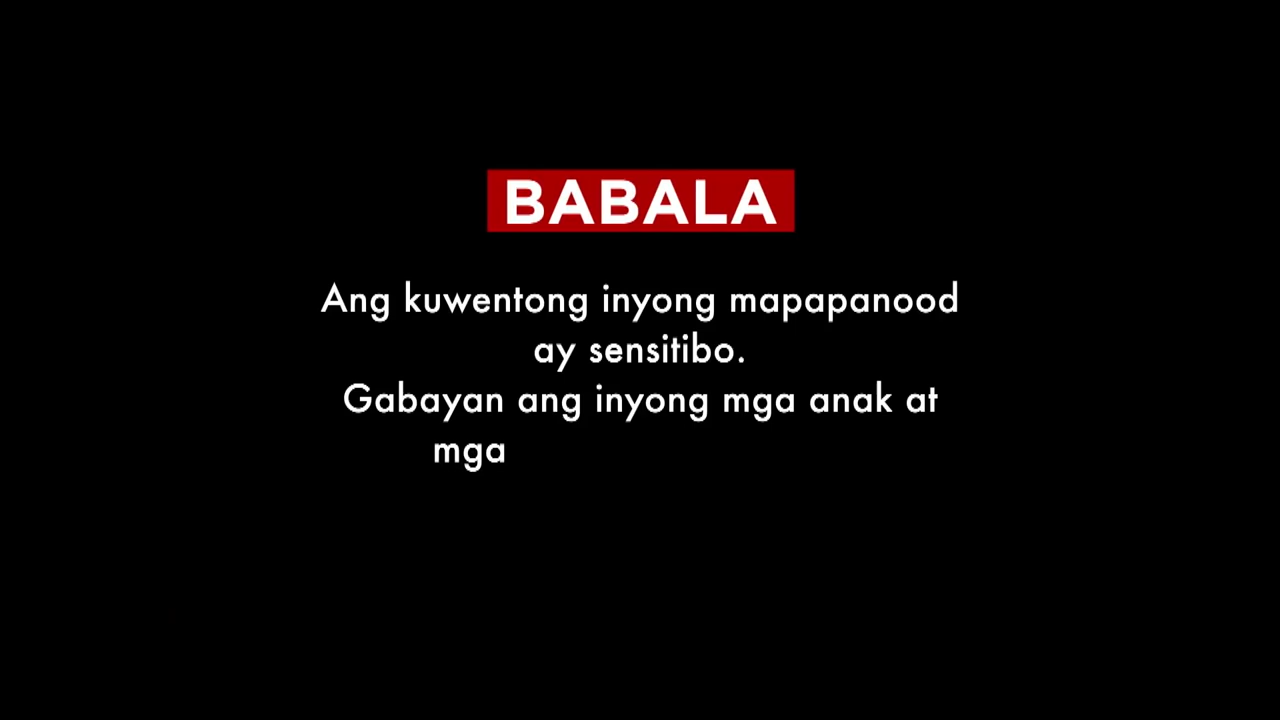 BABALA
Ang kuwentong inyong mapapanood
ay sensitibo.
Gabayan ang inyong mga anak at
mga